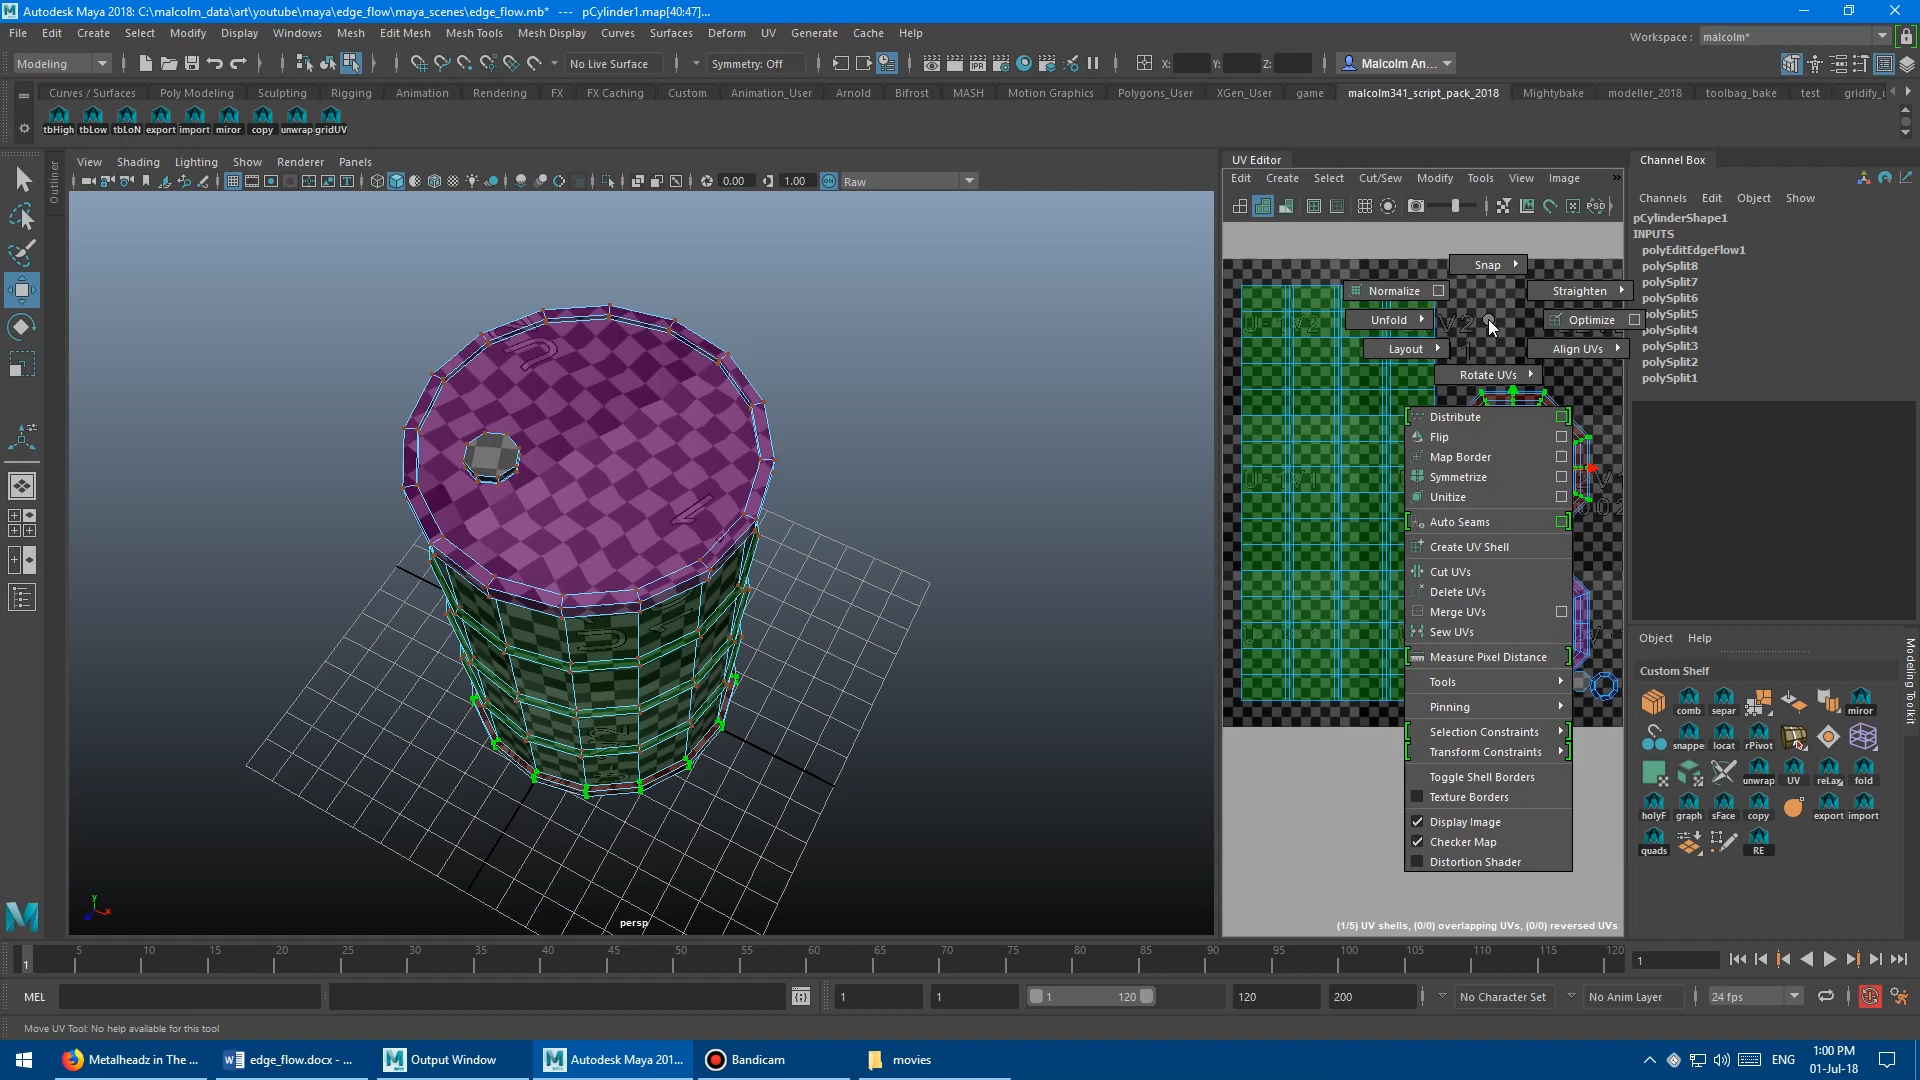 Autodesk Maya 2018: C:\malcolm_data\art\youtube\maya\edge_flow\maya_scenes\edge_flow.mb* --- pCylinder1.map[40:47]...
File Edit Create Select Modify Display Windows Mesh Edit Mesh Mesh Tools Mesh Display Curves Surfaces Deform UV Generate Cache Help
Workspace : malcolm*
Modeling No Live Surface Symmetry: Off X: Y: Z: Malcolm An...
Curves / Surfaces Poly Modeling Sculpting Rigging Animation Rendering FX FX Caching Custom Animation_User Arnold Bifrost MASH Motion Graphics Polygons_User XGen_User game malcolm341_script_pack_2018 Mightybake modeller_2018 toolbag_bake test gridify_u
tbHigh tbLow tbLoN export import miror copy unwrap gridUV
Outliner
View Shading Lighting Show Renderer Panels
0.00 1.00 Raw
persp
UV Editor
Edit Create Select Cut/Sew Modify Tools View Image »
Snap
Normalize Straighten
Unfold Optimize
Layout Align UVs
Rotate UVs
Distribute
Flip
Map Border
Symmetrize
Unitize
Auto Seams
Create UV Shell
Cut UVs
Delete UVs
Merge UVs
Sew UVs
Measure Pixel Distance
Tools
Pinning
Selection Constraints
Transform Constraints
Toggle Shell Borders
Texture Borders
Display Image
Checker Map
Distortion Shader
(1/5) UV shells, (0/0) overlapping UVs, (0/0) reversed UVs
Channel Box
Channels Edit Object Show
pCylinderShape1
INPUTS
polyEditEdgeFlow1
polySplit8
polySplit7
polySplit6
polySplit5
polySplit4
polySplit3
polySplit2
polySplit1
Object Help
Custom Shelf
comb separ miror
snappe locat rPivot
unwrap UV reLax fold
holyF graph sFace copy export import
quads RE
Modeling Toolkit
5 10 15 20 25 30 35 40 45 50 55 60 65 70 75 80 85 90 95 100 105 110 115 120
1
1
MEL 1 1 1 120 120 200 No Character Set No Anim Layer 24 fps
Move UV Tool: No help available for this tool
Metalheadz in The ... edge_flow.docx - ... Output Window Autodesk Maya 201... Bandicam movies ENG
1:00 PM
01-Jul-18